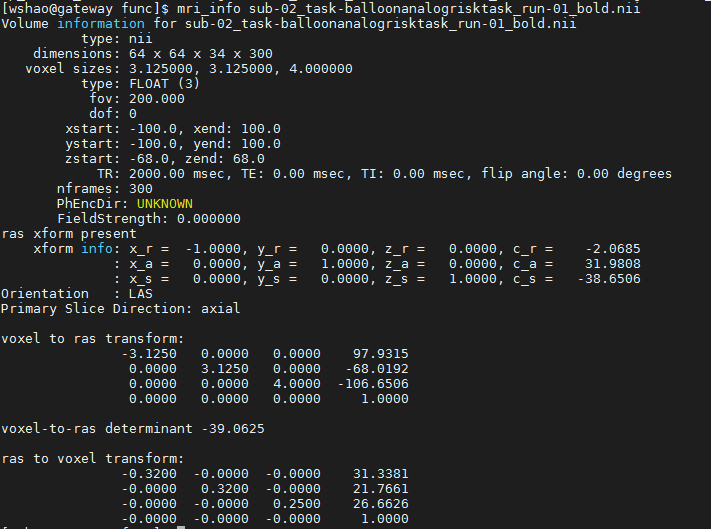 [wshao@gateway func]$ mri_info sub-02_task-balloonanalogrisktask_run-01_bold.nii
Volume information for sub-02_task-balloonanalogrisktask_run-01_bold.nii
type: nii
dimensions: 64 x 64 x 34 x 300
voxel sizes: 3.125000, 3.125000, 4.000000
type: FLOAT (3)
fov: 200.000
dof: 0
xstart: -100.0, xend: 100.0
ystart: -100.0, yend: 100.0
zstart: -68.0, zend: 68.0
TR: 2000.00 msec, TE: 0.00 msec, TI: 0.00 msec, flip angle: 0.00 degrees
nframes: 300
PhEncDir: UNKNOWN
FieldStrength: 0.000000
ras xform present
xform info: x_r = -1.0000, y_r = 0.0000, z_r = 0.0000, c_r = -2.0685
: x_a = 0.0000, y_a = 1.0000, z_a = 0.0000, c_a = 31.9808
: x_s = 0.0000, y_s = 0.0000, z_s = 1.0000, c_s = -38.6506
Orientation : LAS
Primary Slice Direction: axial
voxel to ras transform:
-3.1250 0.0000 0.0000 97.9315
0.0000 3.1250 0.0000 -68.0192
0.0000 0.0000 4.0000 -106.6506
0.0000 0.0000 0.0000 1.0000
voxel-to-ras determinant -39.0625
ras to voxel transform:
-0.3200 -0.0000 -0.0000 31.3381
-0.0000 0.3200 -0.0000 21.7661
-0.0000 -0.0000 0.2500 26.6626
-0.0000 -0.0000 -0.0000 1.0000